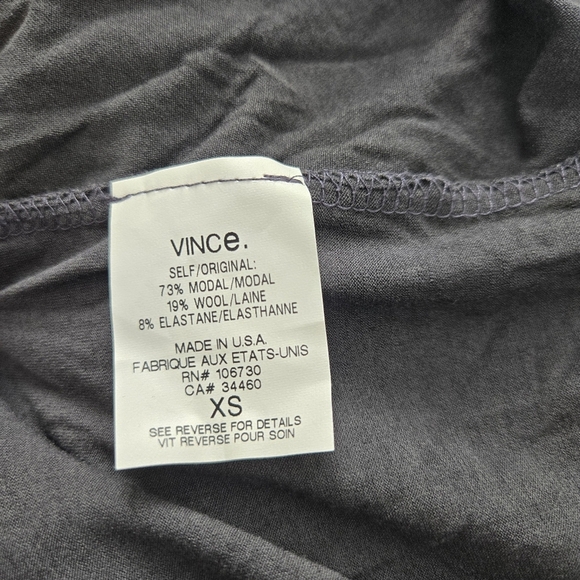 VINCe.
SELF/ORIGINAL:
73% MODAL/MODAL
19% WOOL/LAINE
8% ELASTANE/ELASTHANNE
MADE IN U.S.A.
FABRIQUE AUX ETATS-UNIS
RN# 106730
CA# 34460
XS
SEE REVERSE FOR DETAILS
VIT REVERSE POUR SOIN